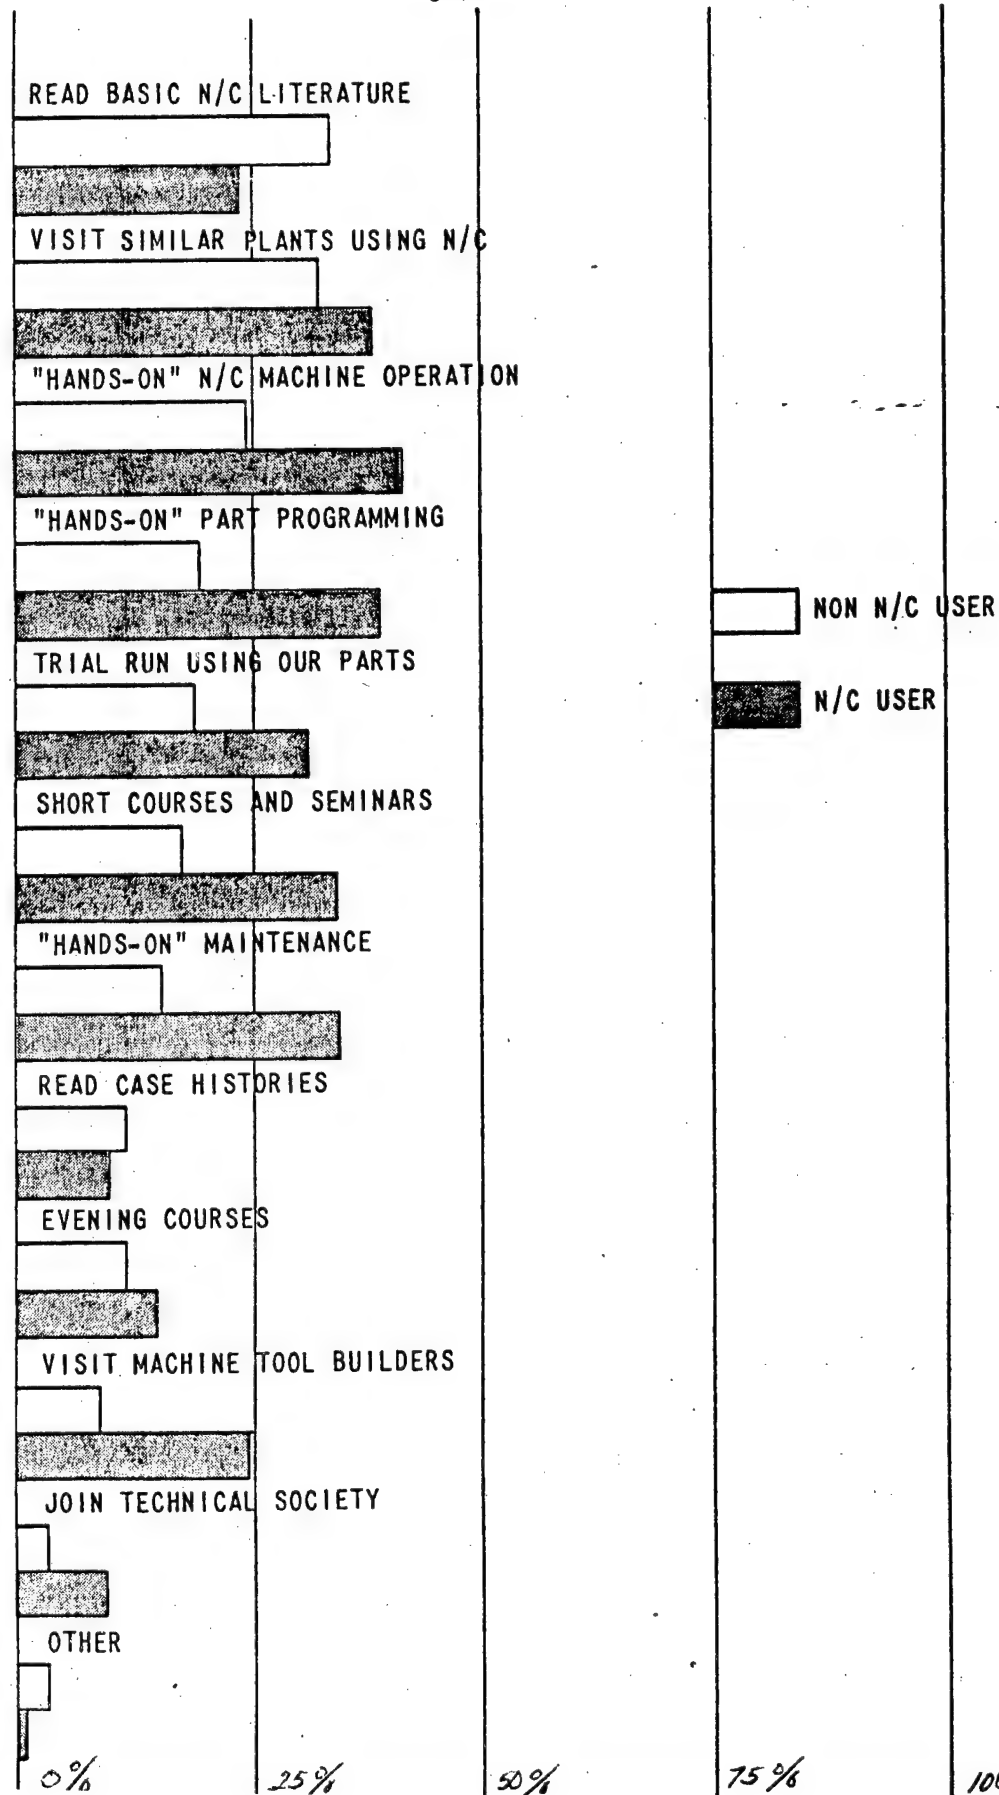 READ BASIC N/C LITERATURE
VISIT SIMILAR PLANTS USING N/C
"HANDS-ON" N/C MACHINE OPERATION
"HANDS-ON" PART PROGRAMMING
NON N/C USER
TRIAL RUN USING OUR PARTS
N/C USER
SHORT COURSES AND SEMINARS
"HANDS-ON" MAINTENANCE
READ CASE HISTORIES
EVENING COURSES
VISIT MACHINE TOOL BUILDERS
JOIN TECHNICAL SOCIETY
OTHER
0% 25% 50% 75% 100